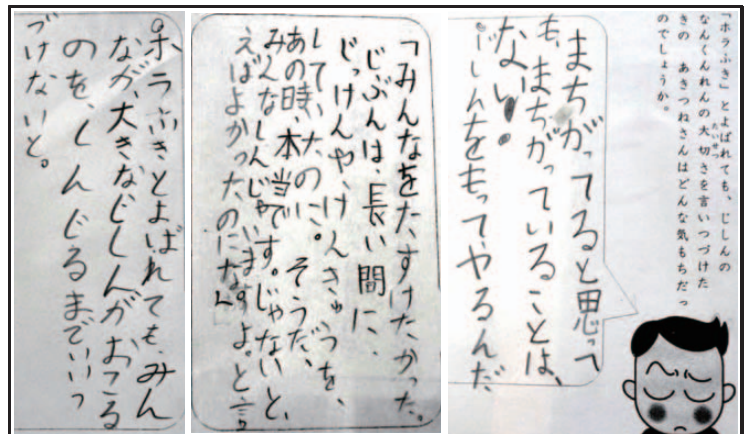 「ホラふき」とよばれても、じしんの
なんくんれんの大切さを言いつづけた
たいせつ
きの　あきつねさんはどんな気もちだっ
のでしょうか。
まちがってると思って
も、まちがっていることは、
ない！
じしんをもってやるんだ
「みんなをたすけたかった。
じぶんは、長い間に、
じっけんや、けんきゅうを、
して、いたのに。そうだ、
あの時、本当です。じゃないと、
みんなしんじゃいますよ。と言
えばよかったのにな」
ホラふきとよばれても、みん
なが、大きなじしんがおこる
のを、しんじるまでいいつ
づけないと。